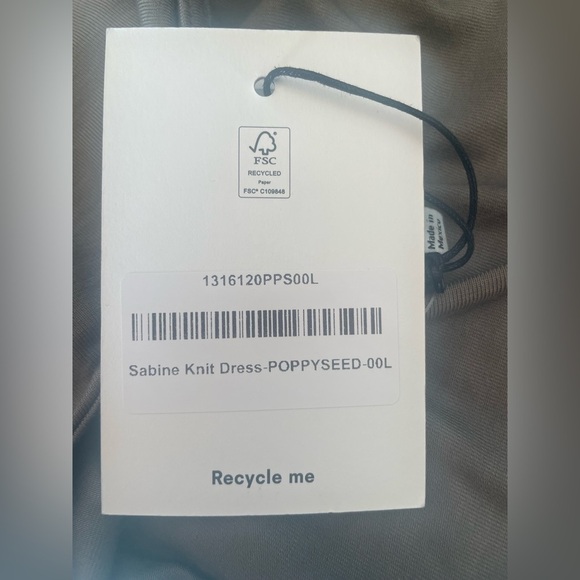 FSC
RECYCLED
Paper
FSC® C109848
Made in
Mexico
1316120PPS00L
Sabine Knit Dress-POPPYSEED-00L
Recycle me